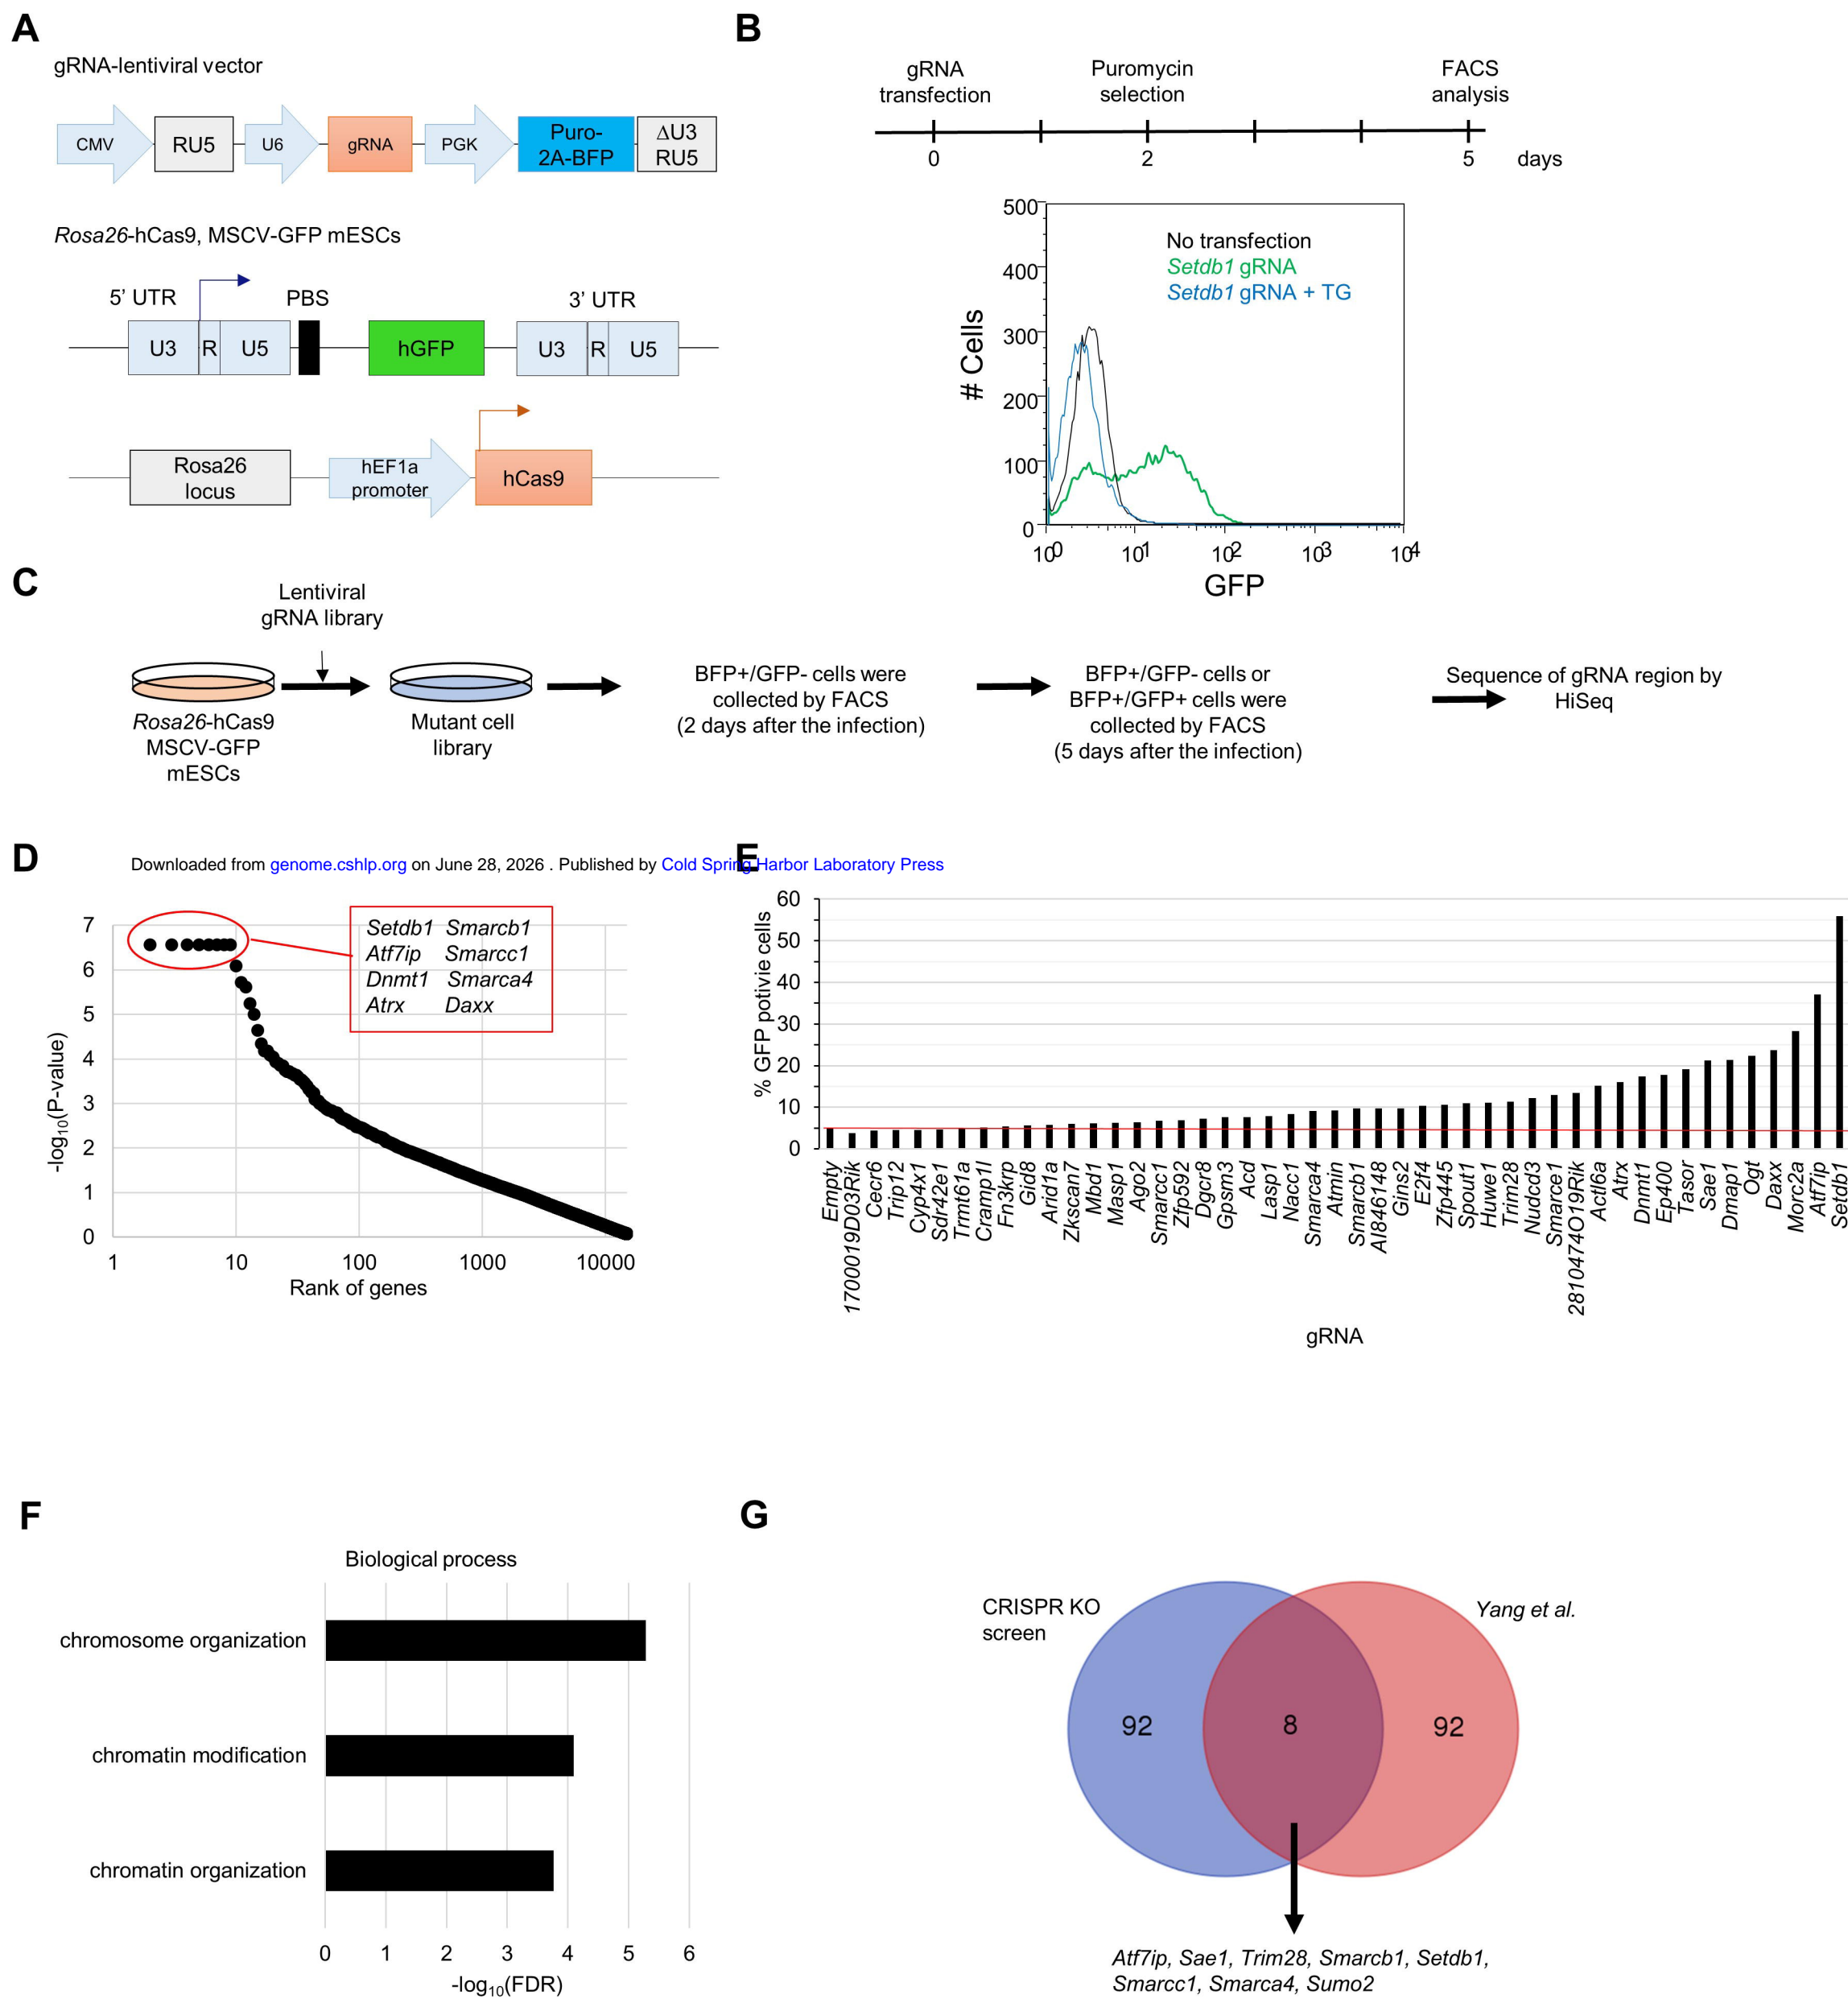 A
gRNA-lentiviral vector
CMV
RU5
U6
gRNA
PGK
Puro-
2A-BFP
ΔU3
RU5
Rosa26-hCas9, MSCV-GFP mESCs
5’ UTR
PBS
3’ UTR
U3
R
U5
hGFP
U3
R
U5
Rosa26
locus
hEF1a
promoter
hCas9
B
gRNA
transfection
Puromycin
selection
FACS
analysis
0
2
5
days
500
400
300
200
100
0
# Cells
No transfection
Setdb1 gRNA
Setdb1 gRNA + TG
10⁰
10¹
10²
10³
10⁴
GFP
C
Lentiviral
gRNA library
Rosa26-hCas9
MSCV-GFP
mESCs
Mutant cell
library
BFP+/GFP- cells were
collected by FACS
(2 days after the infection)
BFP+/GFP- cells or
BFP+/GFP+ cells were
collected by FACS
(5 days after the infection)
Sequence of gRNA region by
HiSeq
D
Downloaded from genome.cshlp.org on June 28, 2026 . Published by Cold Spring Harbor Laboratory Press
7
6
5
4
3
2
1
0
-log₁₀(P-value)
Setdb1 Smarcb1
Atf7ip Smarcc1
Dnmt1 Smarca4
Atrx Daxx
1
10
100
1000
10000
Rank of genes
E
60
50
40
30
20
10
0
% GFP potivie cells
Empty
1700019D03Rik
Cecr6
Trip12
Cyp4x1
Sdr42e1
Trmt61a
Cramp1l
Fn3krp
Gid8
Arid1a
Zkscan7
Mbd1
Masp1
Ago2
Smarcc1
Zfp592
Dgcr8
Gpsm3
Acd
Lasp1
Nacc1
Smarca4
Atmin
Smarcb1
AI846148
Gins2
E2f4
Zfp445
Spout1
Huwe1
Trim28
Nudcd3
Smarce1
2810474O19Rik
Actl6a
Atrx
Dnmt1
Ep400
Tasor
Sae1
Dmap1
Ogt
Daxx
Morc2a
Atf7ip
Setdb1
gRNA
F
Biological process
chromosome organization
chromatin modification
chromatin organization
0
1
2
3
4
5
6
-log₁₀(FDR)
G
CRISPR KO
screen
Yang et al.
92
8
92
Atf7ip, Sae1, Trim28, Smarcb1, Setdb1,
Smarcc1, Smarca4, Sumo2